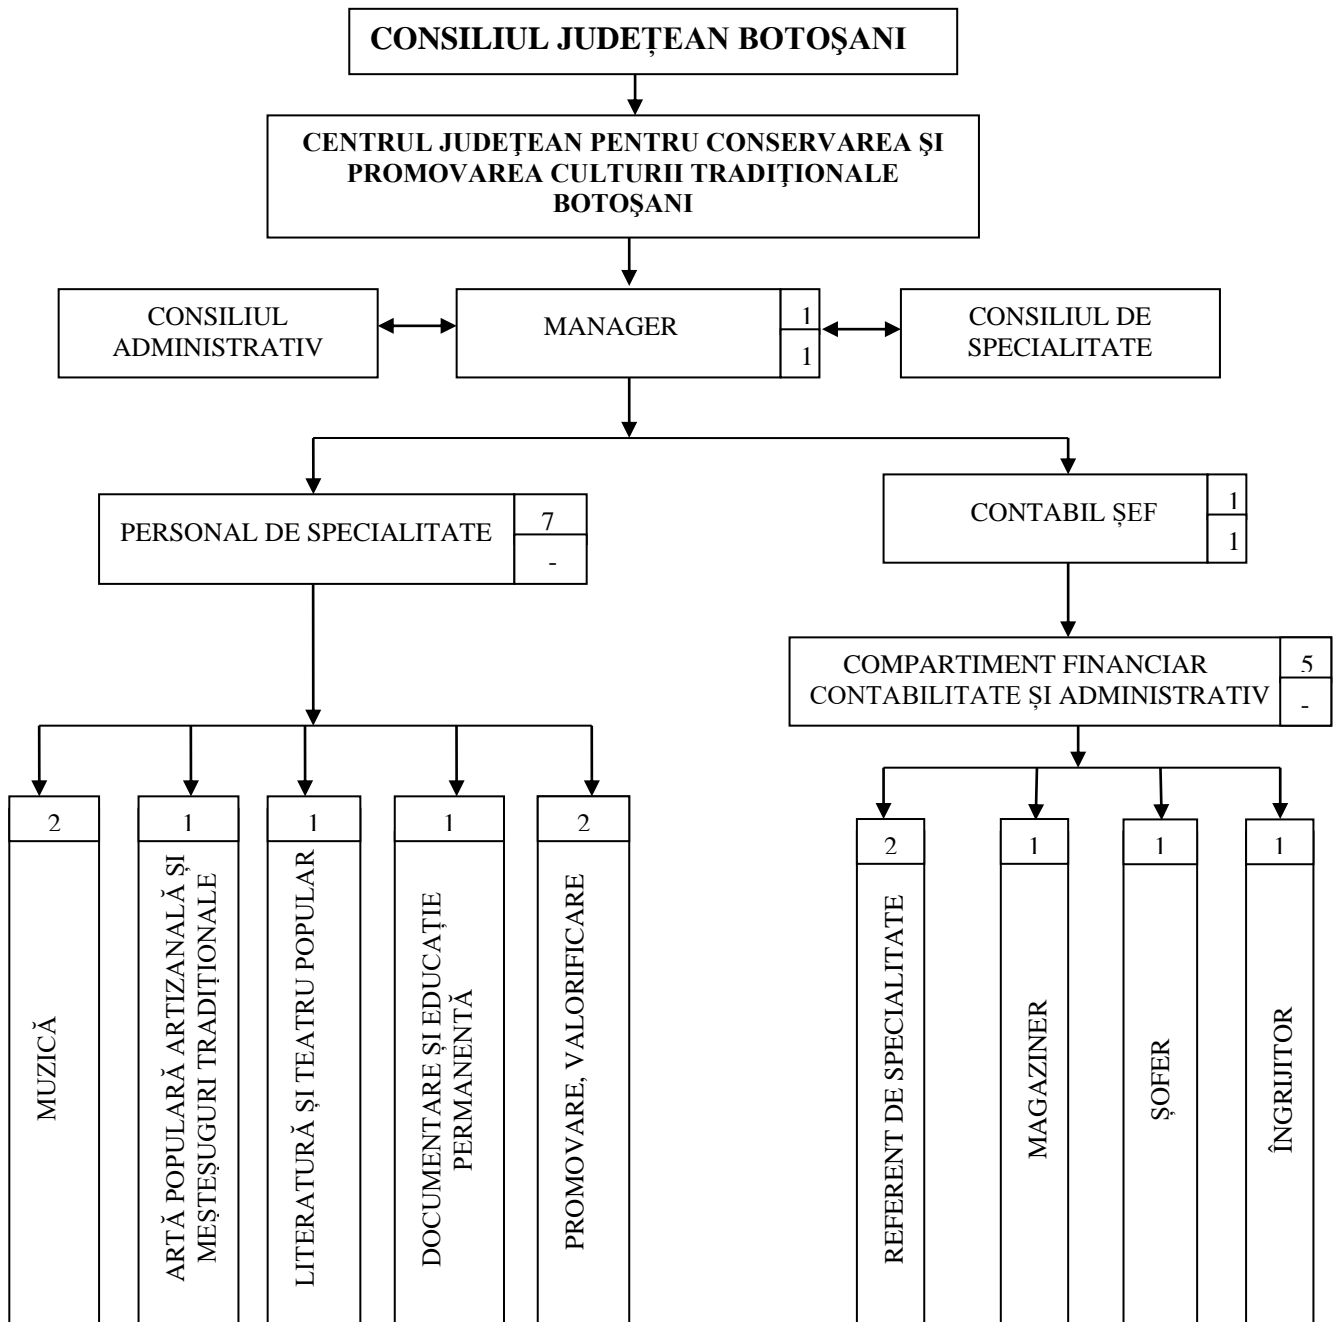 CONSILIUL JUDEȚEAN BOTOŞANI
CENTRUL JUDEŢEAN PENTRU CONSERVAREA ŞI
PROMOVAREA CULTURII TRADIŢIONALE
BOTOŞANI
CONSILIUL
ADMINISTRATIV
MANAGER
1
1
CONSILIUL DE
SPECIALITATE
PERSONAL DE SPECIALITATE
7
-
CONTABIL ȘEF
1
1
COMPARTIMENT FINANCIAR
CONTABILITATE ȘI ADMINISTRATIV
5
-
2
MUZICĂ
1
ARTĂ POPULARĂ ARTIZANALĂ ȘI
MEȘTEȘUGURI TRADIȚIONALE
1
LITERATURĂ ȘI TEATRU POPULAR
1
DOCUMENTARE ȘI EDUCAȚIE
PERMANENTĂ
2
PROMOVARE, VALORIFICARE
2
REFERENT DE SPECIALITATE
1
MAGAZINER
1
ȘOFER
1
ÎNGRIJITOR